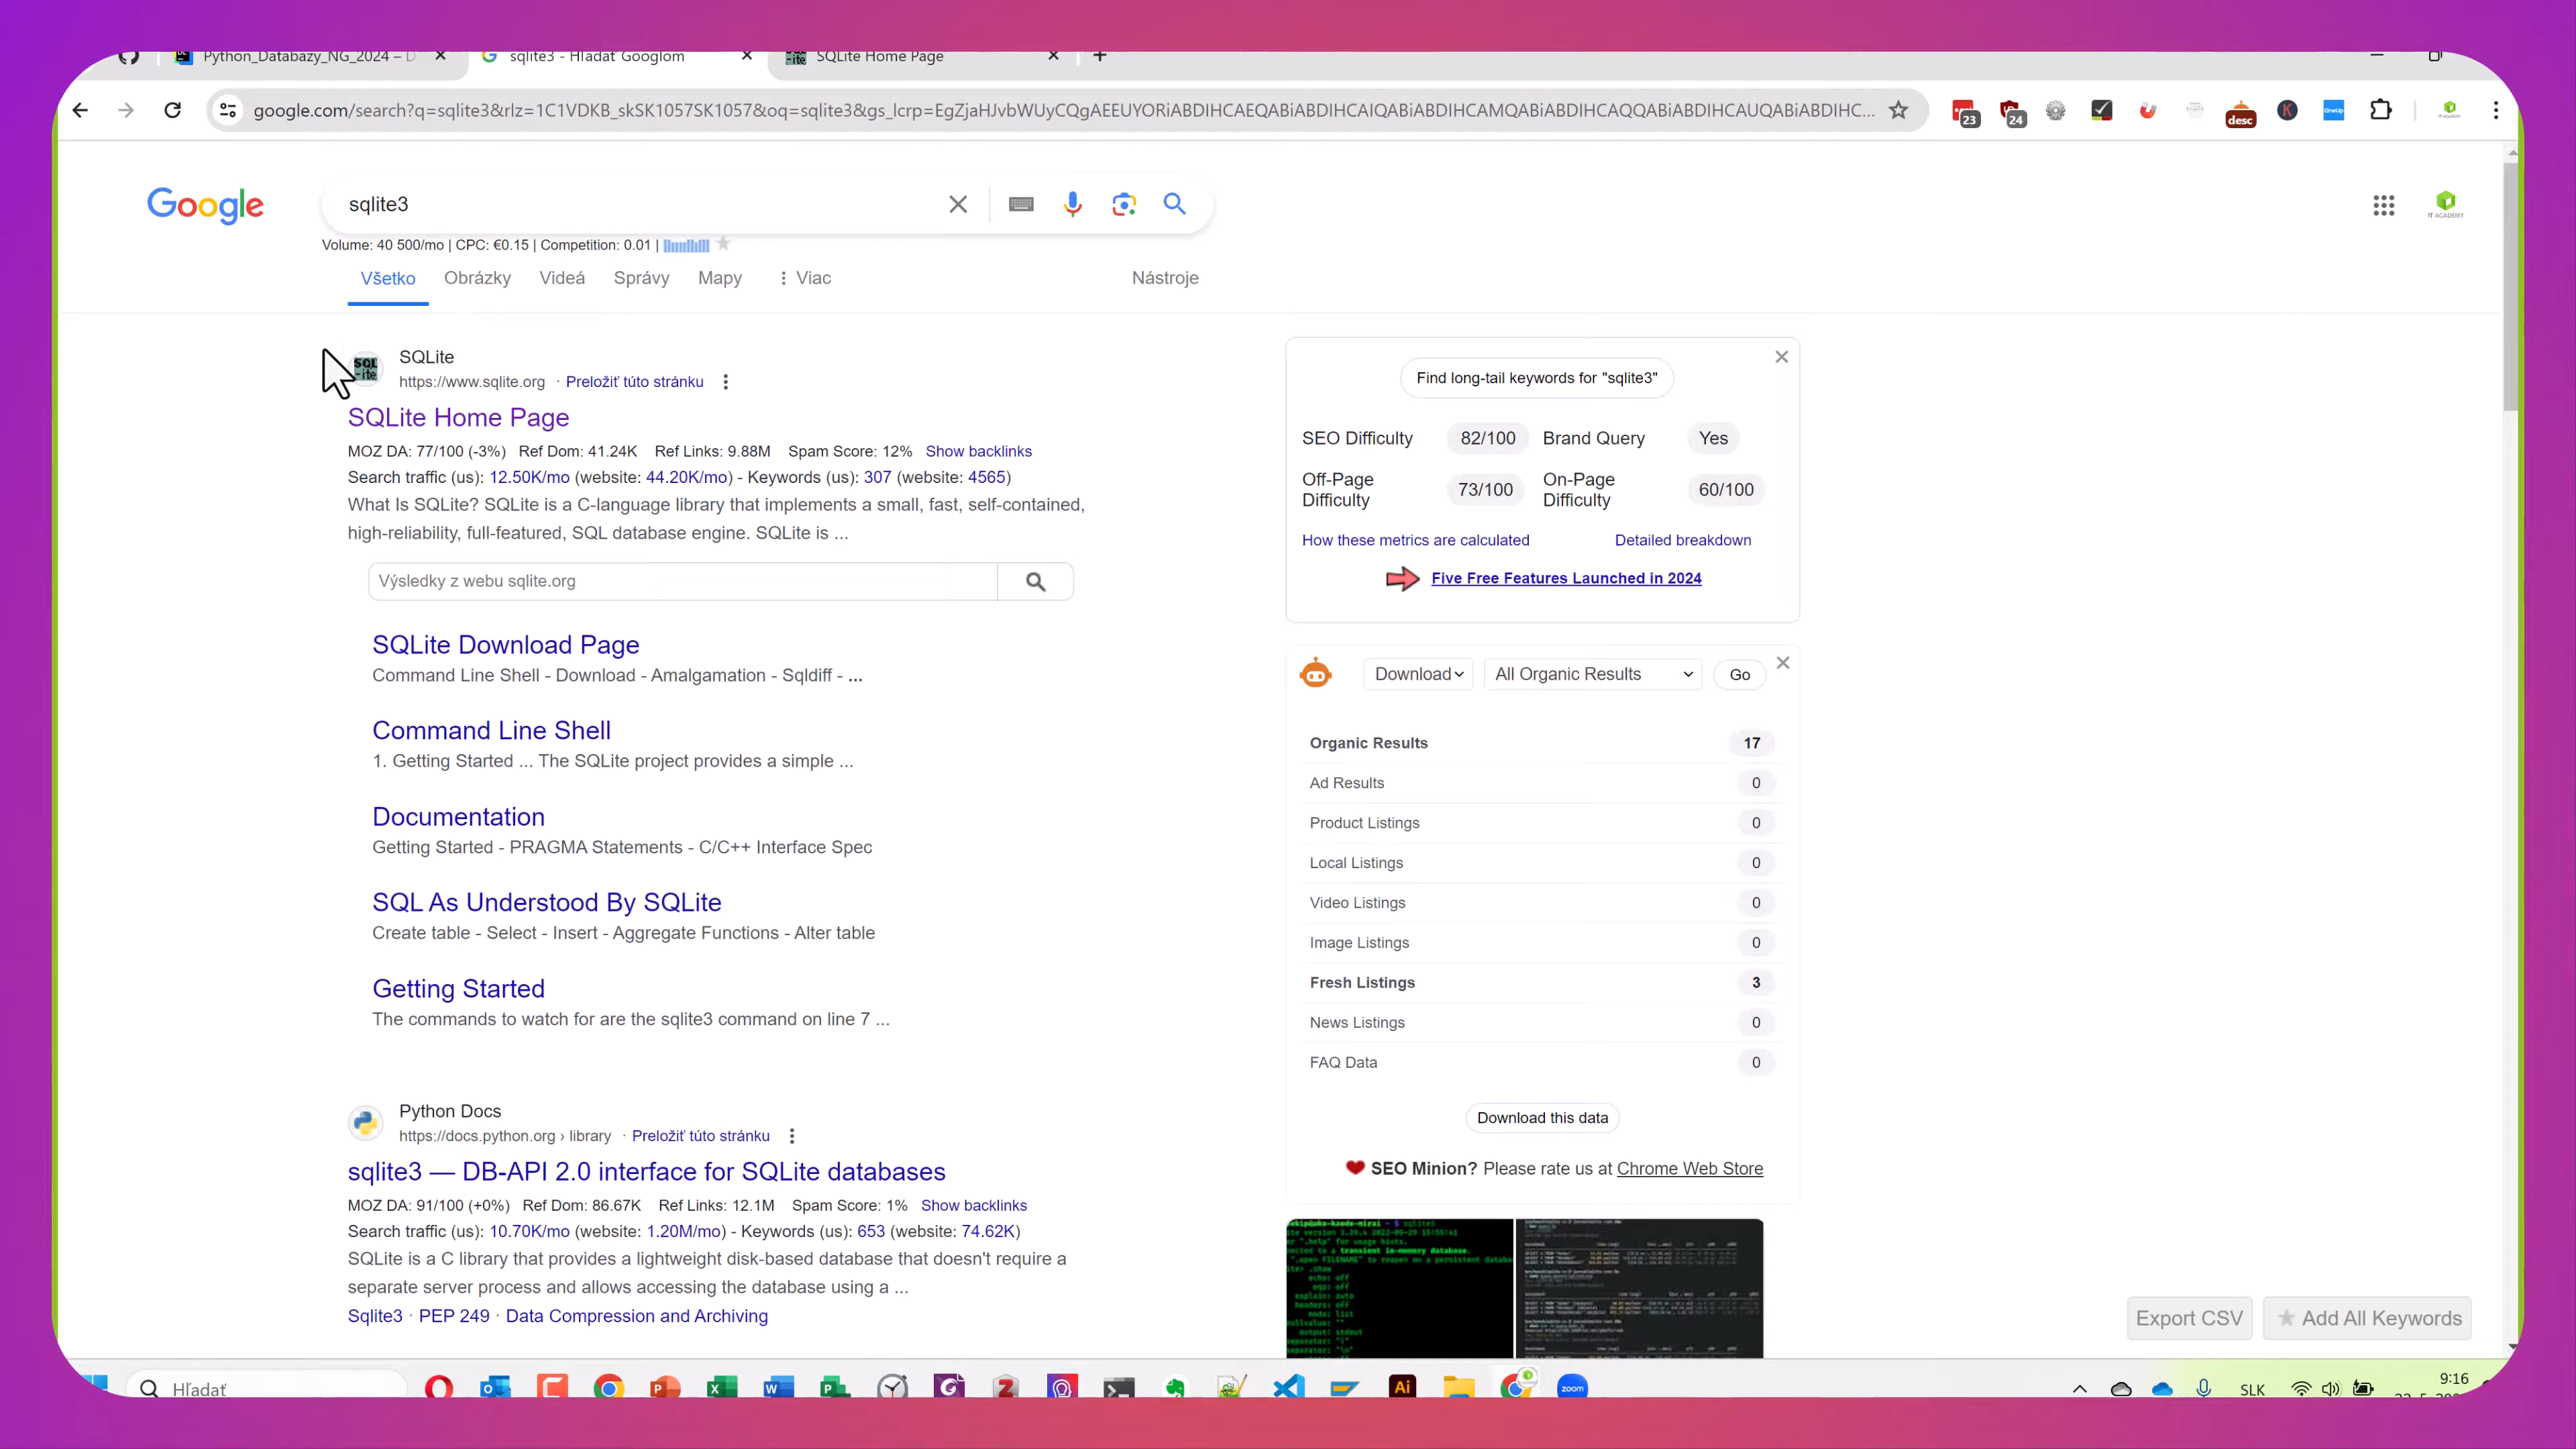 Python_Databazy_NG_2024 – D
sqlite3 - Hľadať Googlom
SQLite Home Page
google.com/search?q=sqlite3&rlz=1C1VDKB_skSK1057SK1057&oq=sqlite3&gs_lcrp=EgZjaHJvbWUyCQgAEEUYORiABDIHCAEQABiABDIHCAIQABiABDIHCAMQABiABDIHCAQQABiABDIHCAUQABiABDIHC...
23
24
desc
OneUp
Google
sqlite3
IT ACADEMY
Volume: 40 500/mo | CPC: €0.15 | Competition: 0.01 |
Všetko
Obrázky
Videá
Správy
Mapy
Viac
Nástroje
SQLite
https://www.sqlite.org · Preložiť túto stránku
SQLite Home Page
MOZ DA: 77/100 (-3%) Ref Dom: 41.24K Ref Links: 9.88M Spam Score: 12% Show backlinks
Search traffic (us): 12.50K/mo (website: 44.20K/mo) - Keywords (us): 307 (website: 4565)
What Is SQLite? SQLite is a C-language library that implements a small, fast, self-contained,
high-reliability, full-featured, SQL database engine. SQLite is ...
Výsledky z webu sqlite.org
SQLite Download Page
Command Line Shell - Download - Amalgamation - Sqldiff - ...
Command Line Shell
1. Getting Started ... The SQLite project provides a simple ...
Documentation
Getting Started - PRAGMA Statements - C/C++ Interface Spec
SQL As Understood By SQLite
Create table - Select - Insert - Aggregate Functions - Alter table
Getting Started
The commands to watch for are the sqlite3 command on line 7 ...
Python Docs
https://docs.python.org › library · Preložiť túto stránku
sqlite3 — DB-API 2.0 interface for SQLite databases
MOZ DA: 91/100 (+0%) Ref Dom: 86.67K Ref Links: 12.1M Spam Score: 1% Show backlinks
Search traffic (us): 10.70K/mo (website: 1.20M/mo) - Keywords (us): 653 (website: 74.62K)
SQLite is a C library that provides a lightweight disk-based database that doesn't require a
separate server process and allows accessing the database using a ...
Sqlite3 · PEP 249 · Data Compression and Archiving
Find long-tail keywords for "sqlite3"
SEO Difficulty 82/100 Brand Query Yes
Off-Page Difficulty 73/100 On-Page Difficulty 60/100
How these metrics are calculated
Detailed breakdown
Five Free Features Launched in 2024
Download All Organic Results Go
Organic Results 17
Ad Results 0
Product Listings 0
Local Listings 0
Video Listings 0
Image Listings 0
Fresh Listings 3
News Listings 0
FAQ Data 0
Download this data
SEO Minion? Please rate us at Chrome Web Store
Export CSV
Add All Keywords
Hľadať
zoom
SLK
9:16